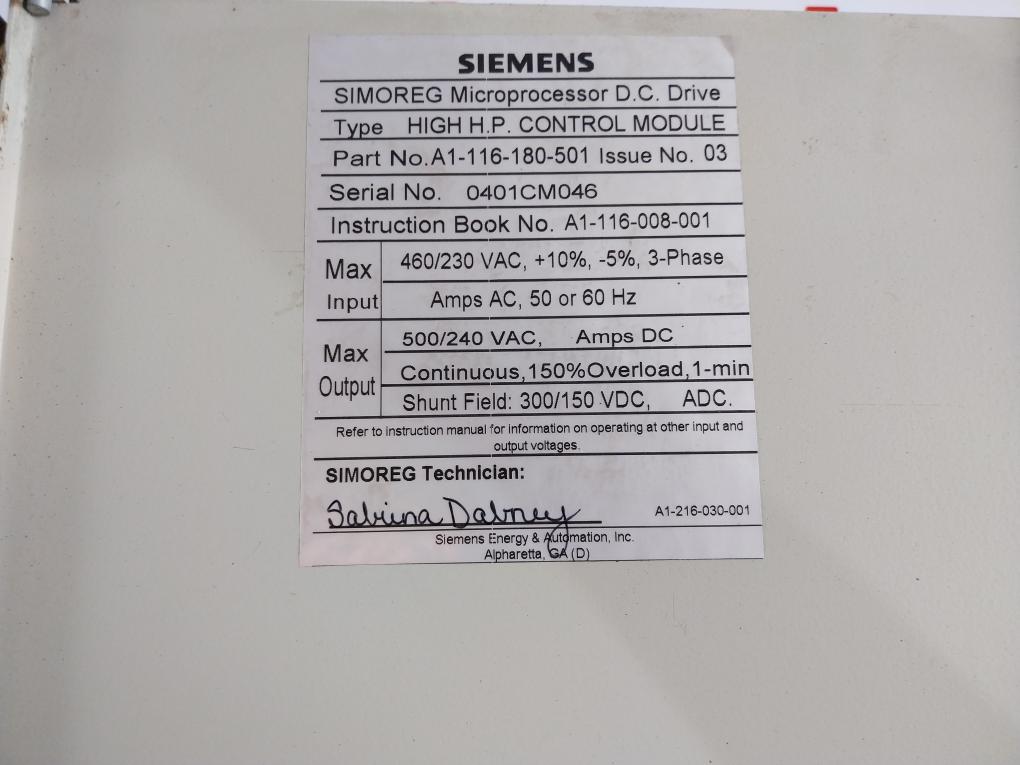 SIEMENS
SIMOREG Microprocessor D.C. Drive
Type HIGH H.P. CONTROL MODULE
Part No.A1-116-180-501 Issue No. 03
Serial No. 0401CM046
Instruction Book No. A1-116-008-001
Max Input
460/230 VAC, +10%, -5%, 3-Phase
Amps AC, 50 or 60 Hz
Max Output
500/240 VAC, Amps DC
Continuous,150%Overload,1-min
Shunt Field: 300/150 VDC, ADC.
Refer to instruction manual for information on operating at other input and
output voltages.
SIMOREG Technician:
Sabrina Dabney
A1-216-030-001
Siemens Energy & Automation, Inc.
Alpharetta, GA (D)